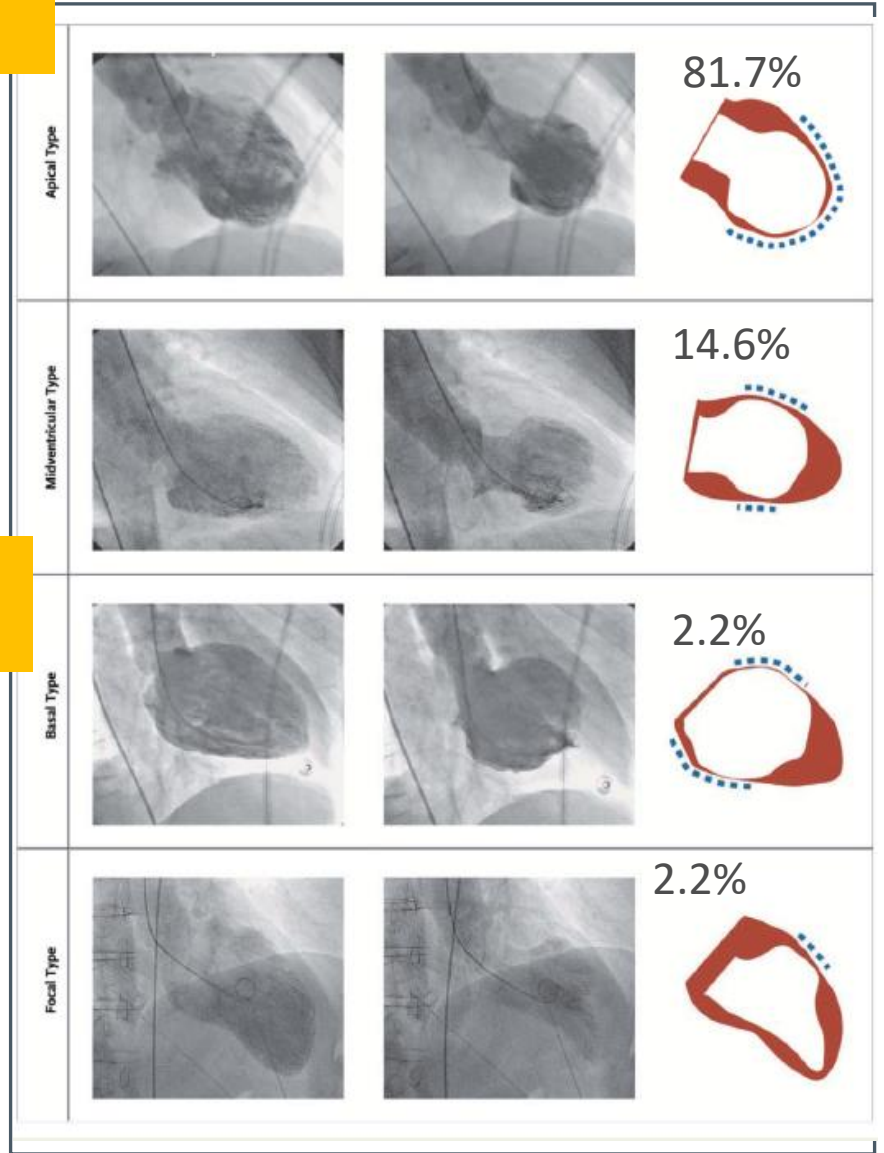 Apical Type
81.7%
Midventricular Type
14.6%
Basal Type
2.2%
Focal Type
2.2%